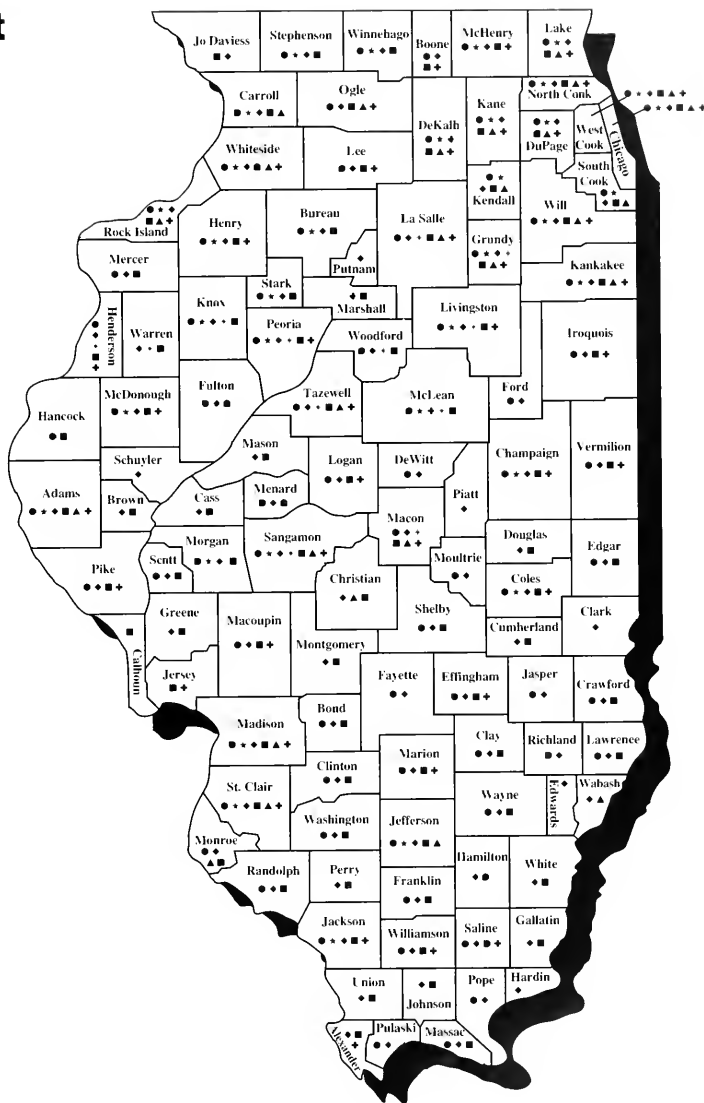 t
Jo Daviess
Stephenson
Winnebago
Boone
McHenry
Lake
Carroll
Ogle
DeKalh
Kane
North Conk
DuPage
West
Cook
Chicago
South
Cook
Whiteside
Lee
Kendall
Will
Rock Island
Henry
Bureau
La Salle
Grundy
Putnam
Kankakee
Mercer
Stark
Marshall
Knox
Peoria
Livingston
Henderson
Warren
Woodford
Iroquois
Fulton
Tazewell
McLean
Ford
Hancock
McDonough
Mason
Schuyler
Logan
DeWitt
Champaign
Vermilion
Adams
Brown
Cass
Menard
Piatt
Macon
Morgan
Sangamon
Douglas
Edgar
Pike
Scntt
Christian
Moultrie
Coles
Greene
Macoupin
Shelby
Clark
Cumberland
Calhoun
Montgomery
Jersey
Fayette
Effingham
Jasper
Crawford
Madison
Bond
Clay
Richland
Lawrence
Marion
Clinton
St. Clair
Wayne
Edwards
Wabash
Washington
Jefferson
Monroe
Hamilton
White
Randolph
Perry
Franklin
Jackson
Williamson
Saline
Gallatin
Union
Johnson
Pope
Hardin
Alexander
Pulaski
Massac